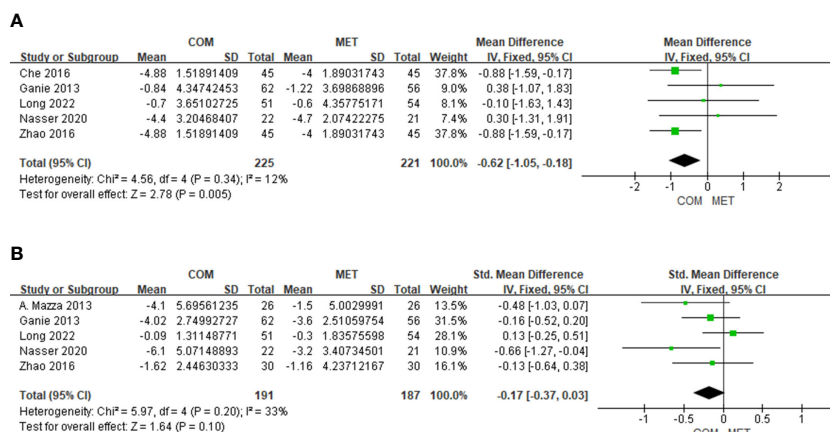 A
COM MET Mean Difference Mean Difference
Study or Subgroup Mean SD Total Mean SD Total Weight IV, Fixed, 95% CI IV, Fixed, 95% CI
Che 2016 -4.88 1.51891409 45 -4 1.89031743 45 37.8% -0.88 [-1.59, -0.17]
Ganie 2013 -0.84 4.34742453 62 -1.22 3.69868896 56 9.0% 0.38 [-1.07, 1.83]
Long 2022 -0.7 3.65102725 51 -0.6 4.35775171 54 8.1% -0.10 [-1.63, 1.43]
Nasser 2020 -4.4 3.20468407 22 -4.7 2.07422275 21 7.4% 0.30 [-1.31, 1.91]
Zhao 2016 -4.88 1.51891409 45 -4 1.89031743 45 37.8% -0.88 [-1.59, -0.17]
Total (95% CI) 225 221 100.0% -0.62 [-1.05, -0.18]
Heterogeneity: Chi² = 4.56, df = 4 (P = 0.34); I² = 12%
Test for overall effect: Z = 2.78 (P = 0.005)
-2 -1 0 1 2
COM MET
B
COM MET Std. Mean Difference Std. Mean Difference
Study or Subgroup Mean SD Total Mean SD Total Weight IV, Fixed, 95% CI IV, Fixed, 95% CI
A. Mazza 2013 -4.1 5.69561235 26 -1.5 5.0029991 26 13.5% -0.48 [-1.03, 0.07]
Ganie 2013 -4.02 2.74992727 62 -3.6 2.51059754 56 31.5% -0.16 [-0.52, 0.20]
Long 2022 -0.09 1.31148771 51 -0.3 1.83575598 54 28.1% 0.13 [-0.25, 0.51]
Nasser 2020 -6.1 5.07148893 22 -3.2 3.40734501 21 10.9% -0.66 [-1.27, -0.04]
Zhao 2016 -1.62 2.44630333 30 -1.16 4.23712167 30 16.1% -0.13 [-0.64, 0.38]
Total (95% CI) 191 187 100.0% -0.17 [-0.37, 0.03]
Heterogeneity: Chi² = 5.97, df = 4 (P = 0.20); I² = 33%
Test for overall effect: Z = 1.64 (P = 0.10)
-1 -0.5 0 0.5 1
COM MET